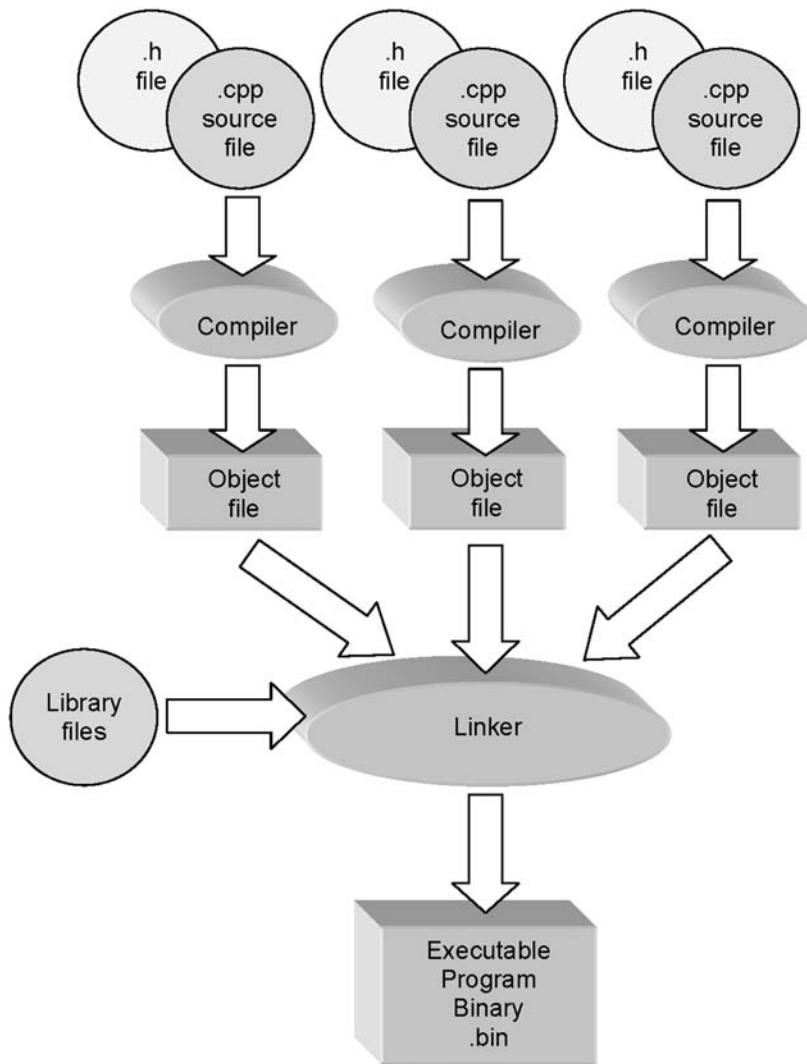 .h
file
.cpp
source
file
.h
file
.cpp
source
file
.h
file
.cpp
source
file
Compiler
Compiler
Compiler
Object
file
Object
file
Object
file
Library
files
Linker
Executable
Program
Binary
.bin